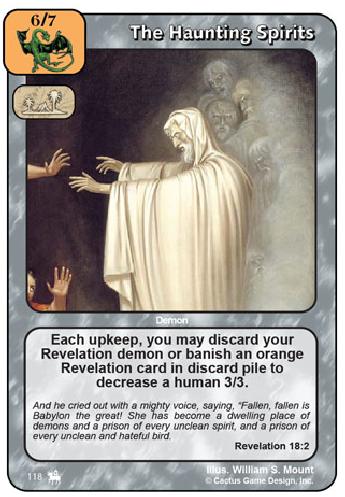 6/7
The Haunting Spirits
Demon
Each upkeep, you may discard your
Revelation demon or banish an orange
Revelation card in discard pile to
decrease a human 3/3.
And he cried out with a mighty voice, saying, "Fallen, fallen is
Babylon the great! She has become a dwelling place of
demons and a prison of every unclean spirit, and a prison of
every unclean and hateful bird.
Revelation 18:2
Illus. William S. Mount
118
© Cactus Game Design, Inc.